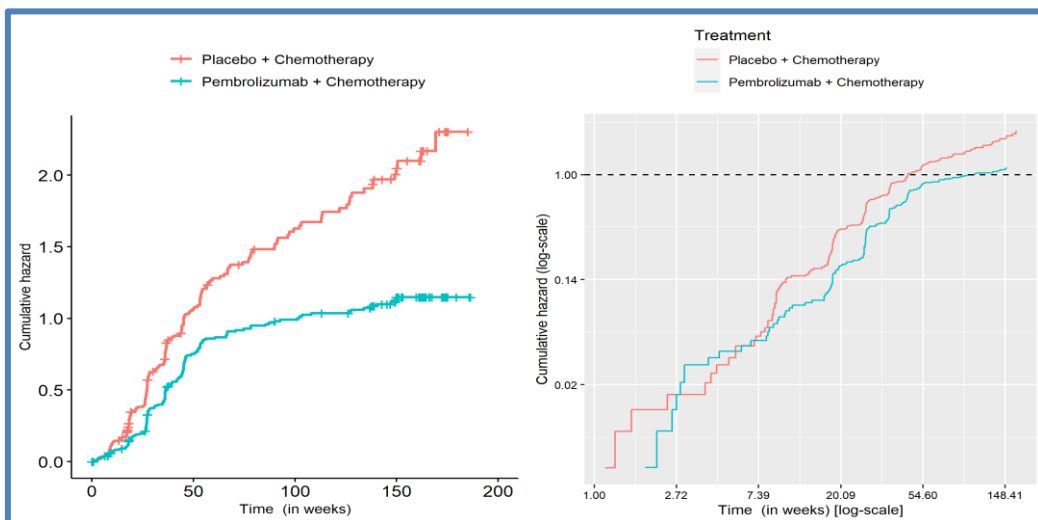 Placebo + Chemotherapy
Pembrolizumab + Chemotherapy
Cumulative hazard
2.0
1.5
1.0
0.5
0.0
0
50
100
150
200
Time (in weeks)
Treatment
Placebo + Chemotherapy
Pembrolizumab + Chemotherapy
Cumulative hazard (log-scale)
1.00
0.14
0.02
1.00
2.72
7.39
20.09
54.60
148.41
Time (in weeks) [log-scale]